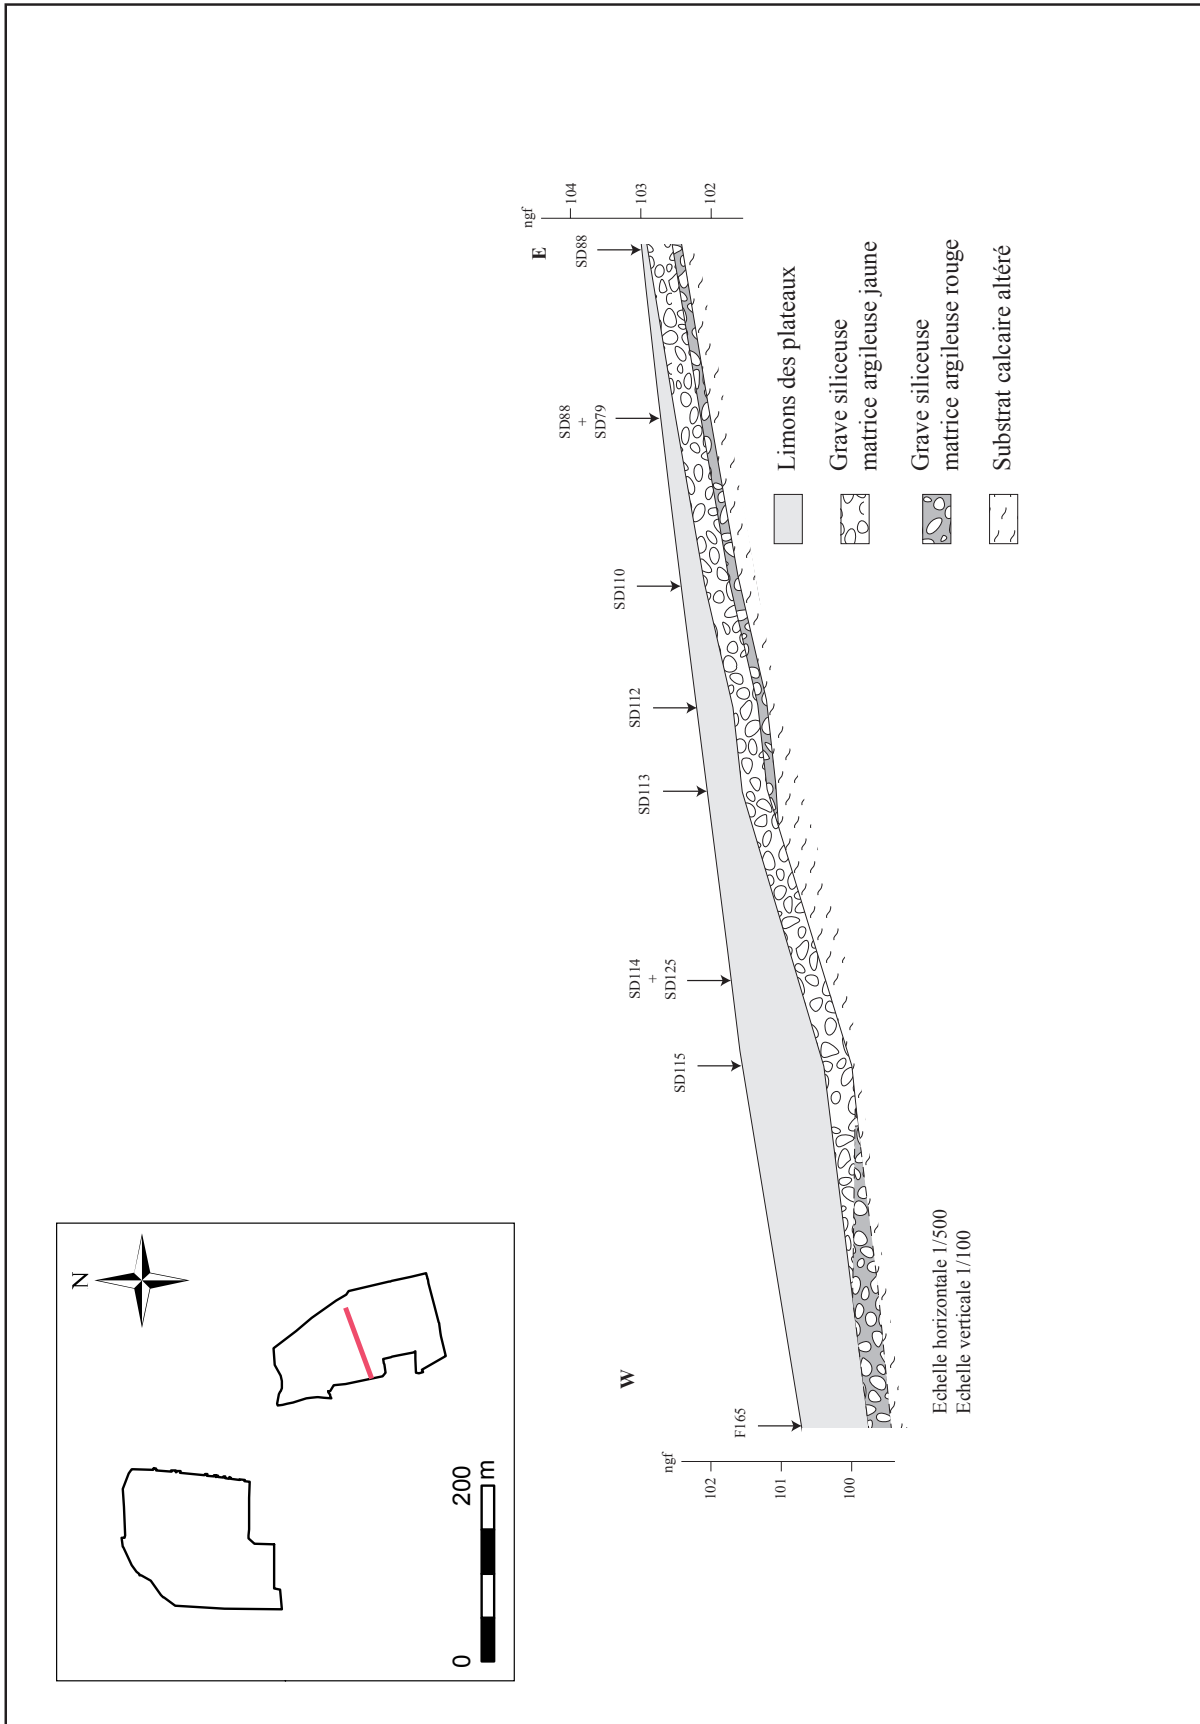 N
0
200
m
W
E
ngf
102
101
100
F165
SD115
SD114
+
SD125
SD113
SD112
SD110
SD88
+
SD79
SD88
ngf
104
103
102
Echelle horizontale 1/500
Echelle verticale 1/100
Limons des plateaux
Grave siliceuse
matrice argileuse jaune
Grave siliceuse
matrice argileuse rouge
Substrat calcaire altéré